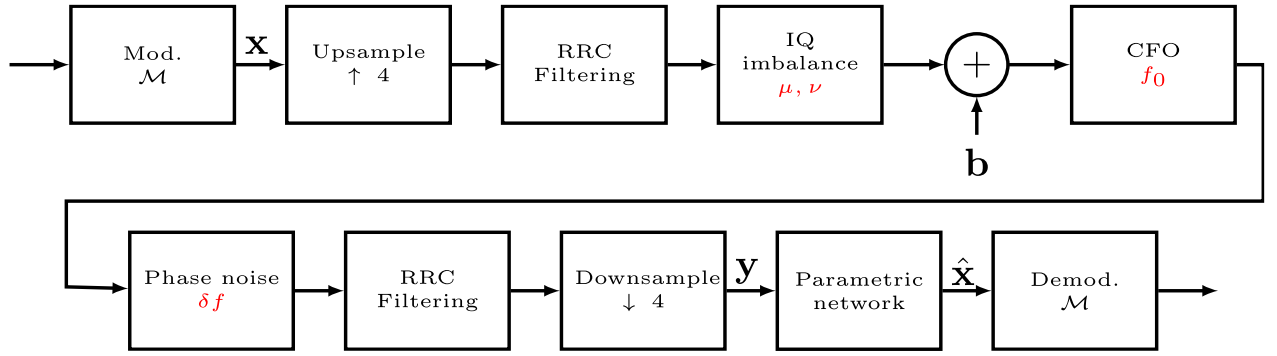 Mod.
ℳ
x
Upsample
↑ 4
RRC
Filtering
IQ
imbalance
μ, ν
+
b
CFO
f₀
Phase noise
δf
RRC
Filtering
Downsample
↓ 4
y
Parametric
network
x̂
Demod.
ℳ